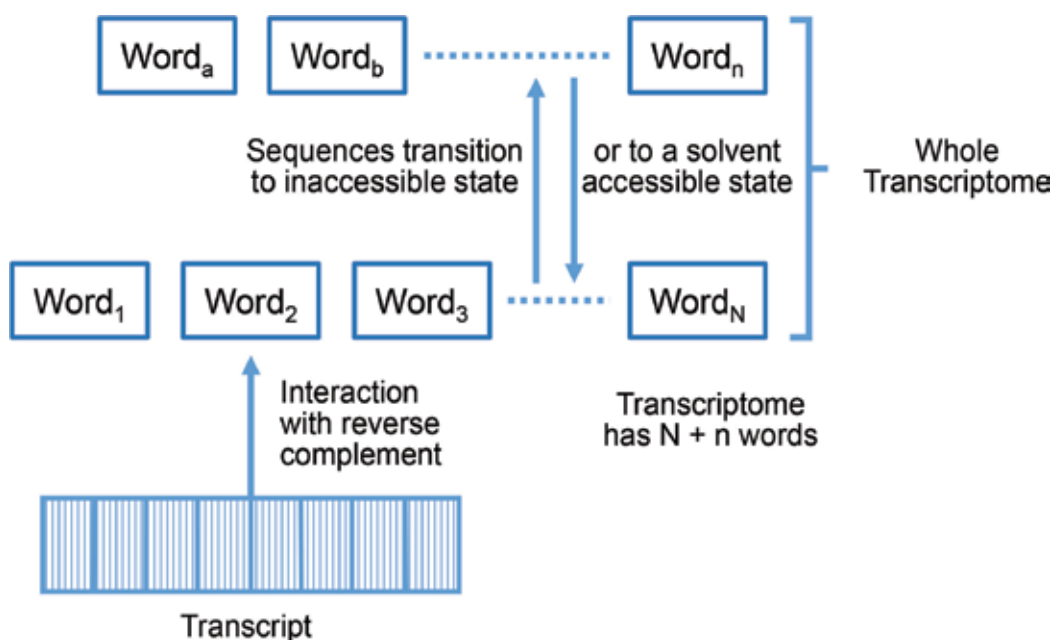 Word_a Word_b Word_n
Sequences transition
to inaccessible state
or to a solvent
accessible state
Whole
Transcriptome
Word_1 Word_2 Word_3 Word_N
Interaction
with reverse
complement
Transcriptome
has N + n words
Transcript